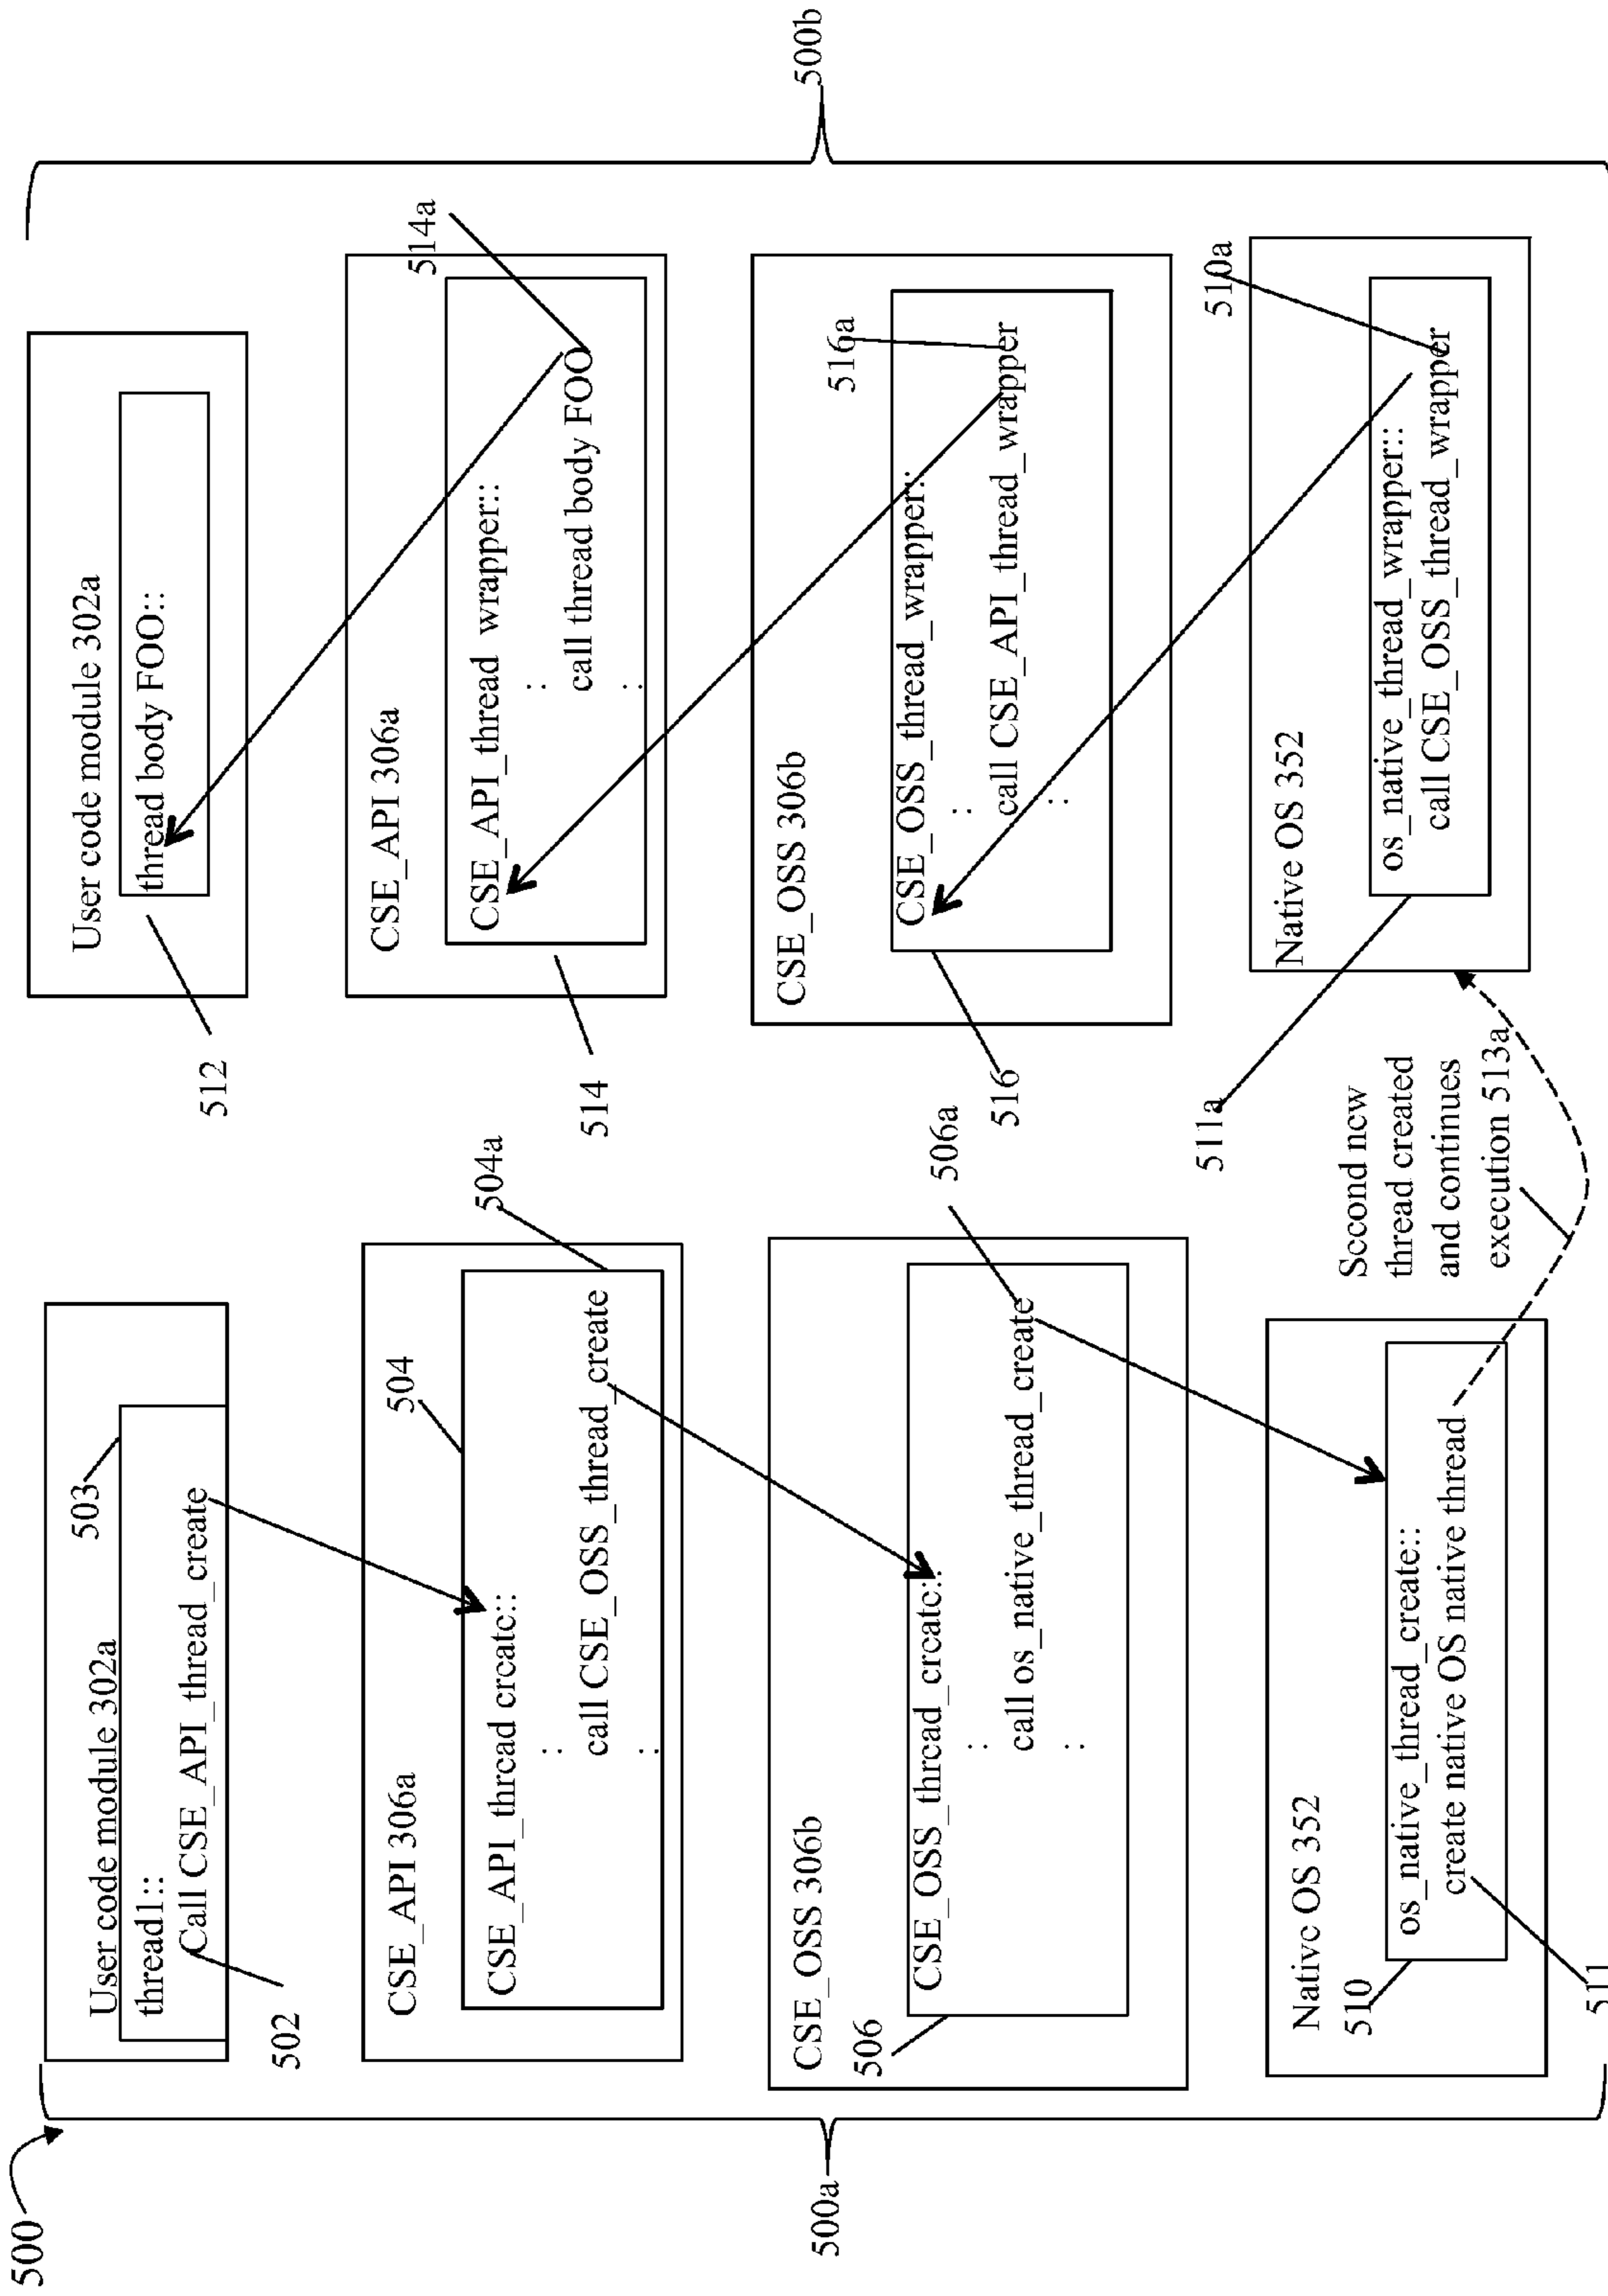 500
500a
User code module 302a
503
thread1::
Call CSE_API_thread_create
502
CSE_API 306a
504
504a
CSE_API_thread create::
:
call CSE_OSS_thread_create
:
CSE_OSS 306b
506
506a
CSE_OSS_thread_create::
:
call os_native_thread_create
:
Native OS 352
510
os_native_thread_create::
create native OS native thread
511
Second new
thread created
and continues
execution 513a
500b
User code module 302a
thread body FOO::
512
CSE_API 306a
514a
CSE_API_thread wrapper::
:
call thread body FOO
:
514
CSE_OSS 306b
516a
CSE_OSS_thread_wrapper::
:
call CSE_API_thread_wrapper
:
516
Native OS 352
510a
os_native_thread_wrapper::
call CSE_OSS_thread_wrapper
511a